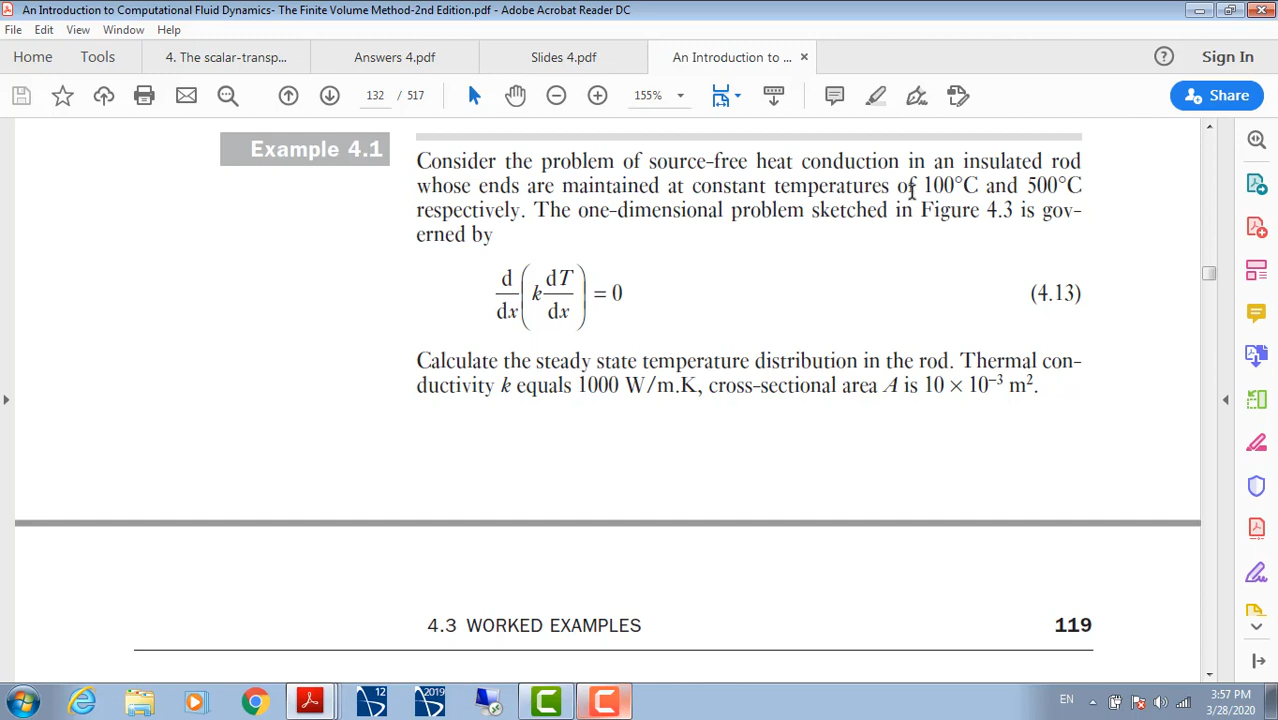 An Introduction to Computational Fluid Dynamics- The Finite Volume Method-2nd Edition.pdf - Adobe Acrobat Reader DC
File Edit View Window Help
Home Tools 4. The scalar-transp... Answers 4.pdf Slides 4.pdf An Introduction to ... × Sign In
132 / 517 155% Share
Example 4.1
Consider the problem of source-free heat conduction in an insulated rod
whose ends are maintained at constant temperatures of 100°C and 500°C
respectively. The one-dimensional problem sketched in Figure 4.3 is gov-
erned by
d/dx (k dT/dx) = 0 (4.13)
Calculate the steady state temperature distribution in the rod. Thermal con-
ductivity k equals 1000 W/m.K, cross-sectional area A is 10 × 10⁻³ m².
4.3 WORKED EXAMPLES 119
12 2019 EN 3:57 PM
3/28/2020